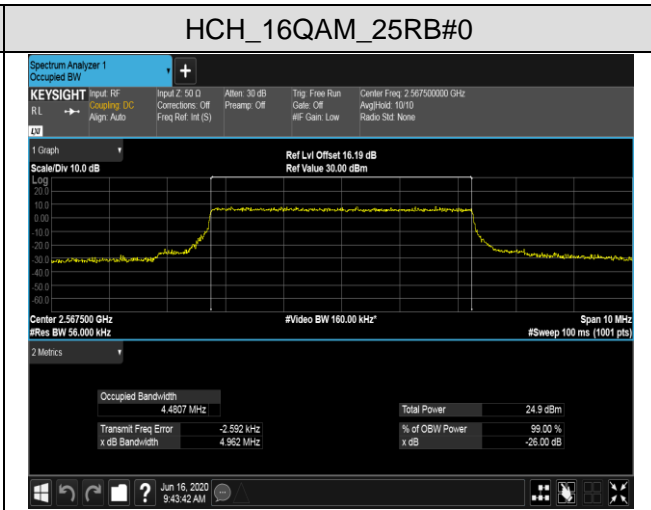 HCH_16QAM_25RB#0
Spectrum Analyzer 1
Occupied BW
+
KEYSIGHT Input: RF Input Z: 50 Ω Atten: 30 dB Trig: Free Run Center Freq: 2.567500000 GHz
RL Coupling: DC Corrections: Off Preamp: Off Gate: Off Avg|Hold: 10/10
Align: Auto Freq Ref: Int (S) #IF Gain: Low Radio Std: None
LXI
1 Graph Ref Lvl Offset 16.19 dB
Scale/Div 10.0 dB Ref Value 30.00 dBm
Log
20.0
10.0
0.00
-10.0
-20.0
-30.0
-40.0
-50.0
-60.0
Center 2.567500 GHz #Video BW 160.00 kHz* Span 10 MHz
#Res BW 56.000 kHz #Sweep 100 ms (1001 pts)
2 Metrics
Occupied Bandwidth
4.4807 MHz Total Power 24.9 dBm
Transmit Freq Error -2.592 kHz % of OBW Power 99.00 %
x dB Bandwidth 4.962 MHz x dB -26.00 dB
? Jun 16, 2020
9:43:42 AM